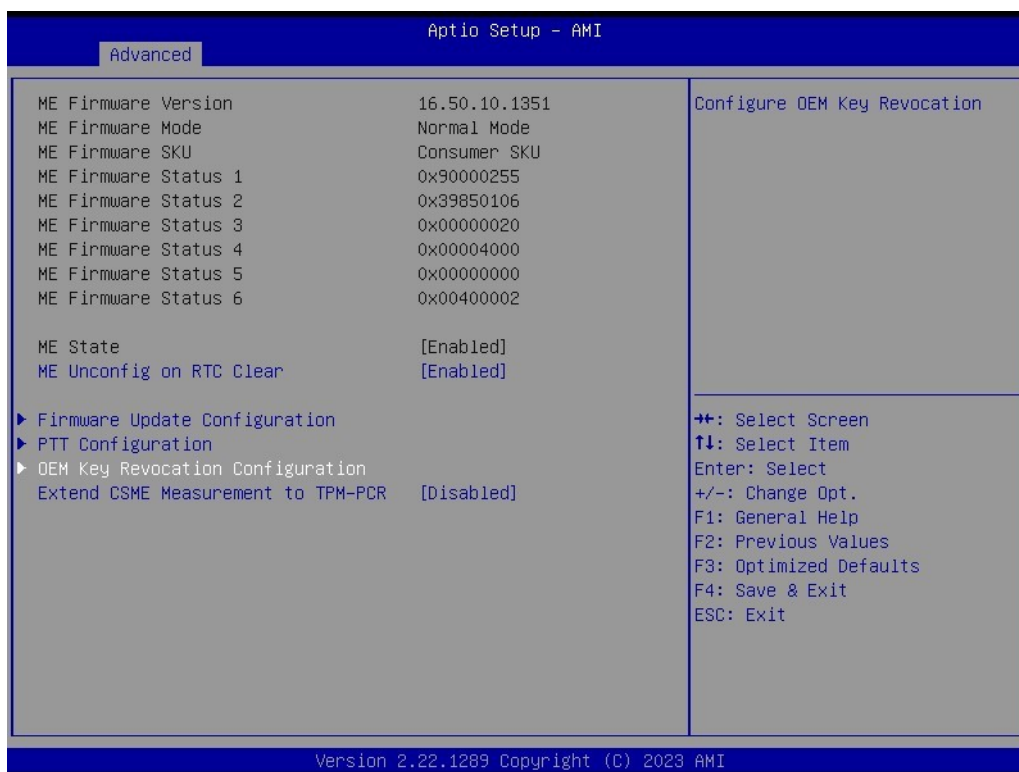 Aptio Setup – AMI
Advanced
ME Firmware Version 16.50.10.1351
ME Firmware Mode Normal Mode
ME Firmware SKU Consumer SKU
ME Firmware Status 1 0x90000255
ME Firmware Status 2 0x39850106
ME Firmware Status 3 0x00000020
ME Firmware Status 4 0x00004000
ME Firmware Status 5 0x00000000
ME Firmware Status 6 0x00400002
ME State [Enabled]
ME Unconfig on RTC Clear [Enabled]
▶ Firmware Update Configuration
▶ PTT Configuration
▶ OEM Key Revocation Configuration
Extend CSME Measurement to TPM-PCR [Disabled]
Configure OEM Key Revocation
→←: Select Screen
↑↓: Select Item
Enter: Select
+/-: Change Opt.
F1: General Help
F2: Previous Values
F3: Optimized Defaults
F4: Save & Exit
ESC: Exit
Version 2.22.1289 Copyright (C) 2023 AMI